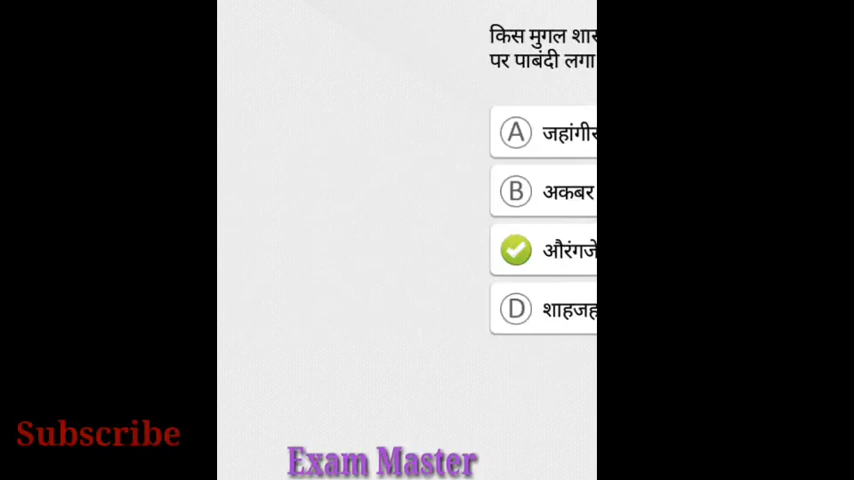 किस मुगल शास
पर पाबंदी लगा
A जहांगीर
B अकबर
औरंगजे
D शाहजह
Subscribe
Exam Master